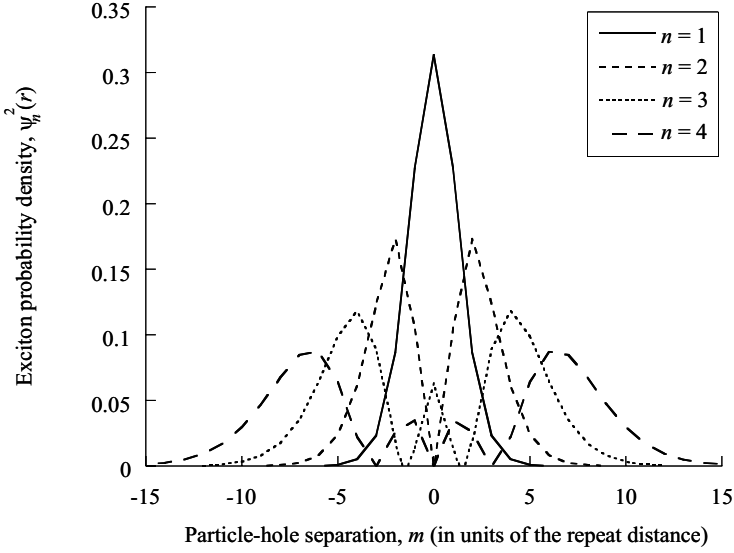 0.35
0.3
0.25
0.2
0.15
0.1
0.05
0
-15 -10 -5 0 5 10 15
Exciton probability density, ψn²(r)
Particle-hole separation, m (in units of the repeat distance)
n = 1
n = 2
n = 3
n = 4